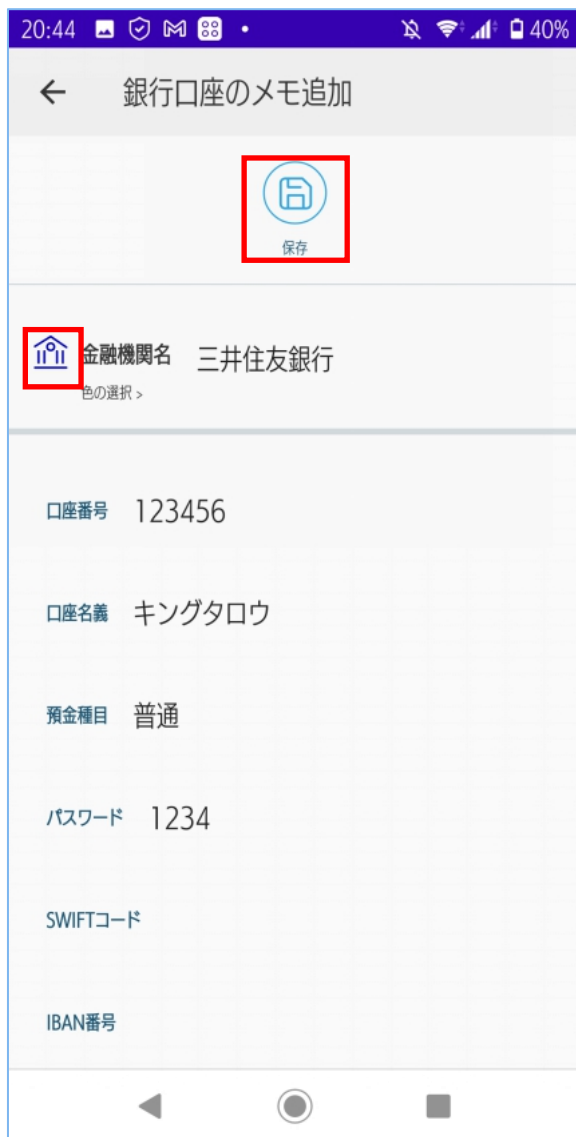 20:44 40%
銀行口座のメモ追加
保存
金融機関名 三井住友銀行
色の選択 >
口座番号 123456
口座名義 キングタロウ
預金種目 普通
パスワード 1234
SWIFTコード
IBAN番号